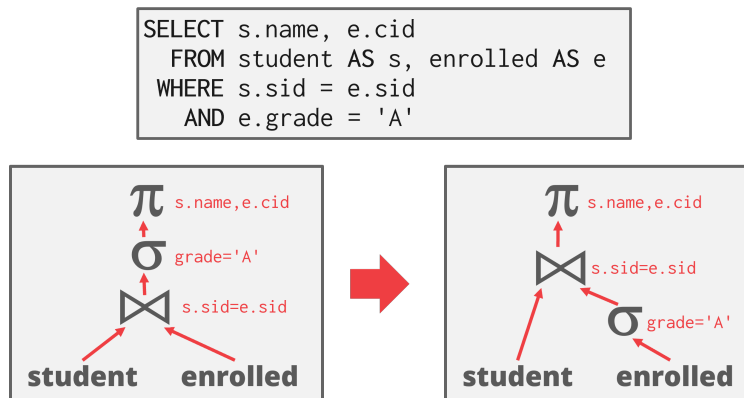 SELECT s.name, e.cid
FROM student AS s, enrolled AS e
WHERE s.sid = e.sid
AND e.grade = 'A'
π s.name,e.cid
σ grade='A'
⋈ s.sid=e.sid
student enrolled
π s.name,e.cid
⋈ s.sid=e.sid
σ grade='A'
student enrolled